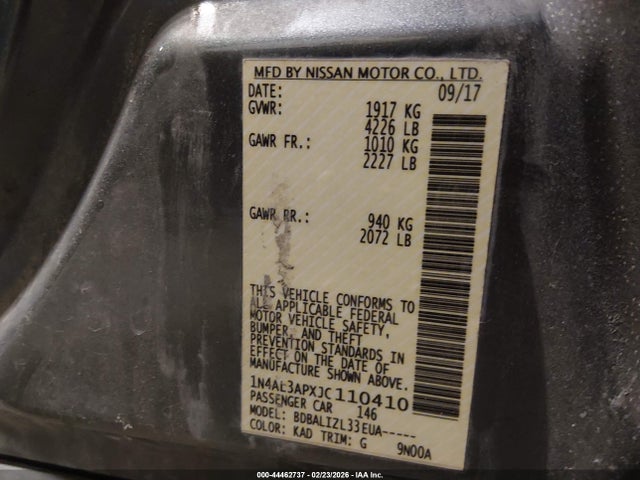 MFD BY NISSAN MOTOR CO., LTD.
DATE: 09/17
GVWR: 1917 KG
4226 LB
GAWR FR.: 1010 KG
2227 LB
GAWR RR.: 940 KG
2072 LB
THIS VEHICLE CONFORMS TO
ALL APPLICABLE FEDERAL
MOTOR VEHICLE SAFETY,
BUMPER, AND THEFT
PREVENTION STANDARDS IN
EFFECT ON THE DATE OF
MANUFACTURE SHOWN ABOVE.
1N4AL3APXJC110410
PASSENGER CAR 146
MODEL: BDBALIZL33EUA-----
COLOR: KAD TRIM: G 9N00A
000-44462737 - 02/23/2026 - IAAI.COM